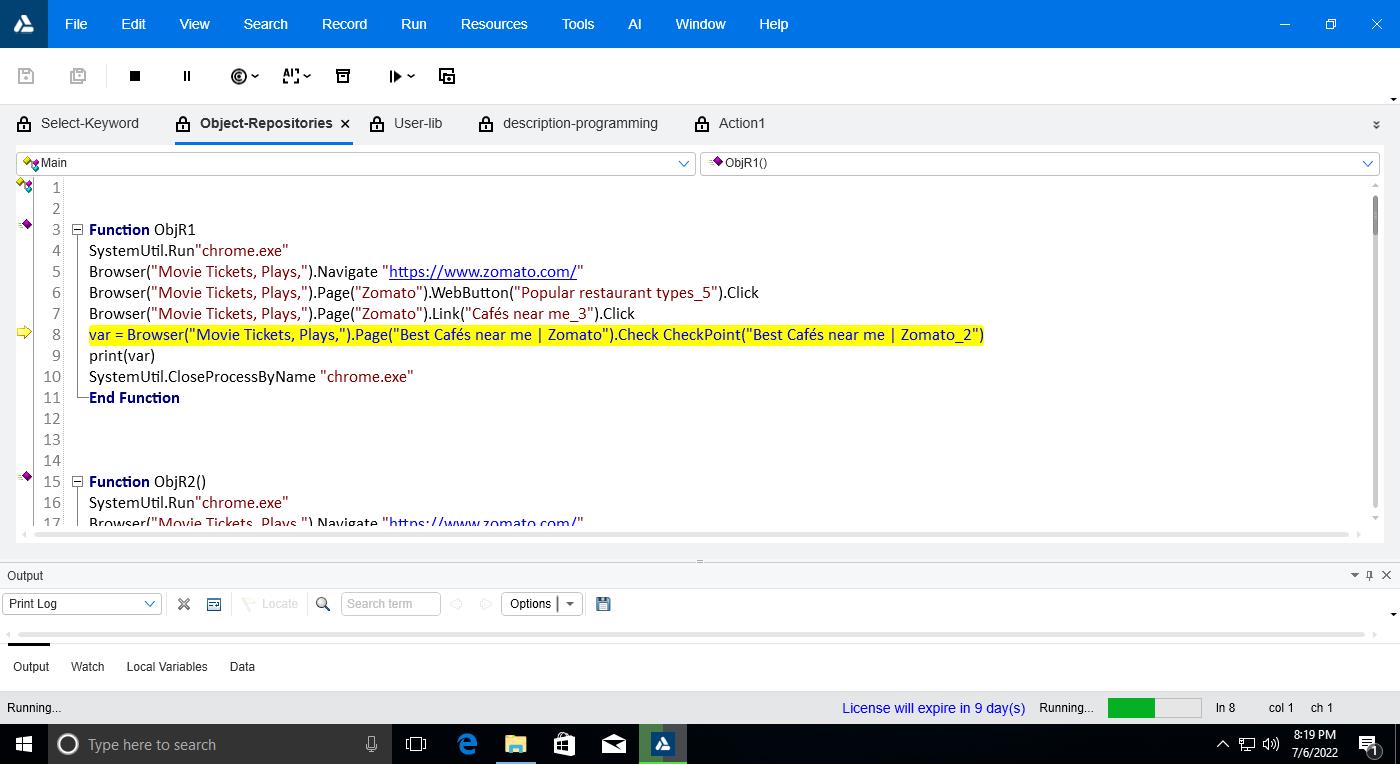 File Edit View Search Record Run Resources Tools AI Window Help
AI
Select-Keyword Object-Repositories User-lib description-programming Action1
Main ObjR1()
1
2
3 Function ObjR1
4 SystemUtil.Run"chrome.exe"
5 Browser("Movie Tickets, Plays,").Navigate "https://www.zomato.com/"
6 Browser("Movie Tickets, Plays,").Page("Zomato").WebButton("Popular restaurant types_5").Click
7 Browser("Movie Tickets, Plays,").Page("Zomato").Link("Cafés near me_3").Click
8 var = Browser("Movie Tickets, Plays,").Page("Best Cafés near me | Zomato").Check CheckPoint("Best Cafés near me | Zomato_2")
9 print(var)
10 SystemUtil.CloseProcessByName "chrome.exe"
11 End Function
12
13
14
15 Function ObjR2()
16 SystemUtil.Run"chrome.exe"
17 Browser("Movie Tickets, Plays,").Navigate "https://www.zomato.com/"
Output
Print Log Locate Search term Options
Output Watch Local Variables Data
Running... License will expire in 9 day(s) Running... ln 8 col 1 ch 1
Type here to search 8:19 PM
7/6/2022 1